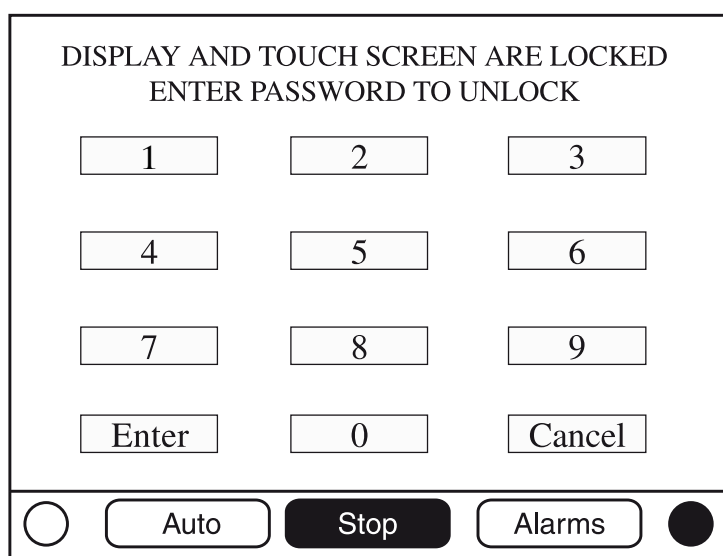 DISPLAY AND TOUCH SCREEN ARE LOCKED
ENTER PASSWORD TO UNLOCK
1 2 3
4 5 6
7 8 9
Enter 0 Cancel
Auto Stop Alarms